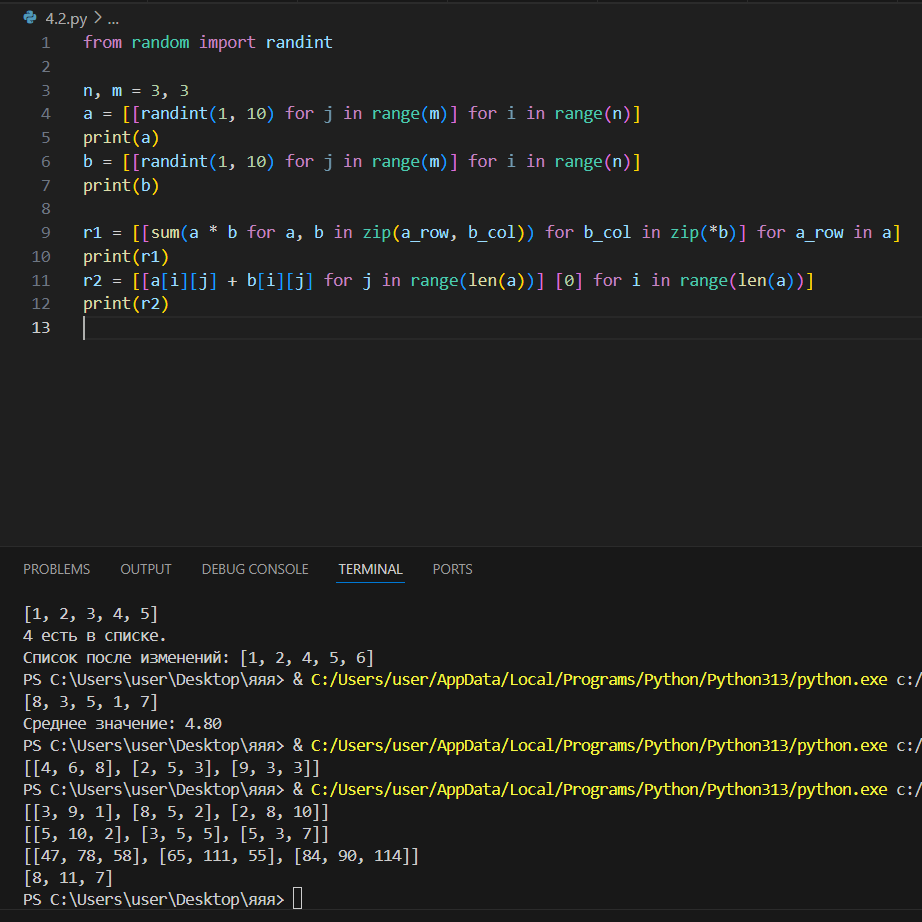 4.2.py > ...
1 from random import randint
2
3 n, m = 3, 3
4 a = [[randint(1, 10) for j in range(m)] for i in range(n)]
5 print(a)
6 b = [[randint(1, 10) for j in range(m)] for i in range(n)]
7 print(b)
8
9 r1 = [[sum(a * b for a, b in zip(a_row, b_col)) for b_col in zip(*b)] for a_row in a]
10 print(r1)
11 r2 = [[a[i][j] + b[i][j] for j in range(len(a))] [0] for i in range(len(a))]
12 print(r2)
13
PROBLEMS OUTPUT DEBUG CONSOLE TERMINAL PORTS
[1, 2, 3, 4, 5]
4 есть в списке.
Список после изменений: [1, 2, 4, 5, 6]
PS C:\Users\user\Desktop\яяя> & C:/Users/user/AppData/Local/Programs/Python/Python313/python.exe c:/
[8, 3, 5, 1, 7]
Среднее значение: 4.80
PS C:\Users\user\Desktop\яяя> & C:/Users/user/AppData/Local/Programs/Python/Python313/python.exe c:/
[[4, 6, 8], [2, 5, 3], [9, 3, 3]]
PS C:\Users\user\Desktop\яяя> & C:/Users/user/AppData/Local/Programs/Python/Python313/python.exe c:/
[[3, 9, 1], [8, 5, 2], [2, 8, 10]]
[[5, 10, 2], [3, 5, 5], [5, 3, 7]]
[[47, 78, 58], [65, 111, 55], [84, 90, 114]]
[8, 11, 7]
PS C:\Users\user\Desktop\яяя>